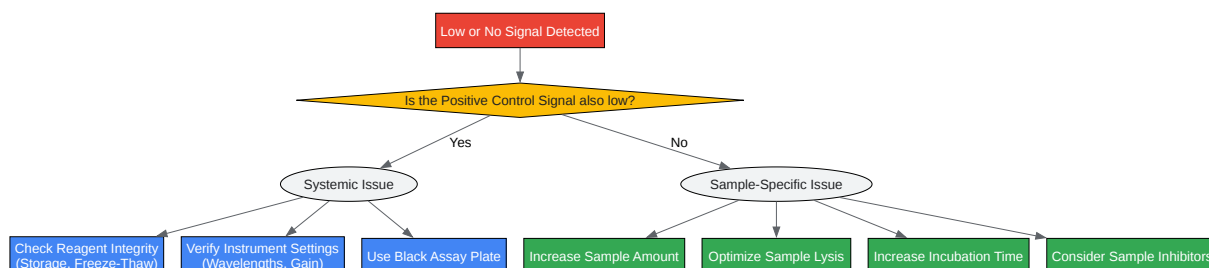 Low or No Signal Detected
Is the Positive Control Signal also low?
Yes
No
Systemic Issue
Sample-Specific Issue
Check Reagent Integrity
(Storage, Freeze-Thaw)
Verify Instrument Settings
(Wavelengths, Gain)
Use Black Assay Plate
Increase Sample Amount
Optimize Sample Lysis
Increase Incubation Time
Consider Sample Inhibitors